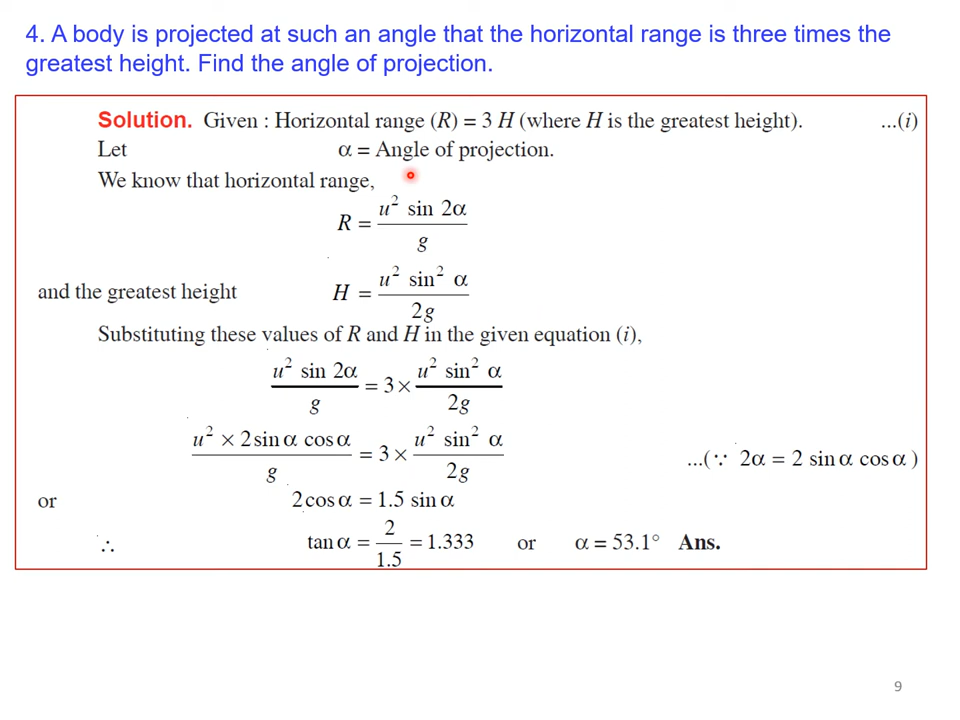 4. A body is projected at such an angle that the horizontal range is three times the
greatest height. Find the angle of projection.
Solution. Given : Horizontal range (R) = 3 H (where H is the greatest height). ...(i)
Let α = Angle of projection.
We know that horizontal range,
R = u² sin 2α / g
and the greatest height H = u² sin² α / 2g
Substituting these values of R and H in the given equation (i),
u² sin 2α / g = 3 × u² sin² α / 2g
u² × 2 sin α cos α / g = 3 × u² sin² α / 2g ...(∵ 2α = 2 sin α cos α)
or 2 cos α = 1.5 sin α
∴ tan α = 2 / 1.5 = 1.333 or α = 53.1° Ans.
9